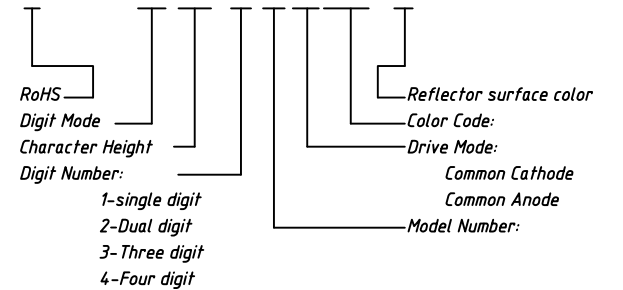 RoHS
Digit Mode
Character Height
Digit Number:
1-single digit
2-Dual digit
3-Three digit
4-Four digit
Reflector surface color
Color Code:
Drive Mode:
Common Cathode
Common Anode
Model Number: